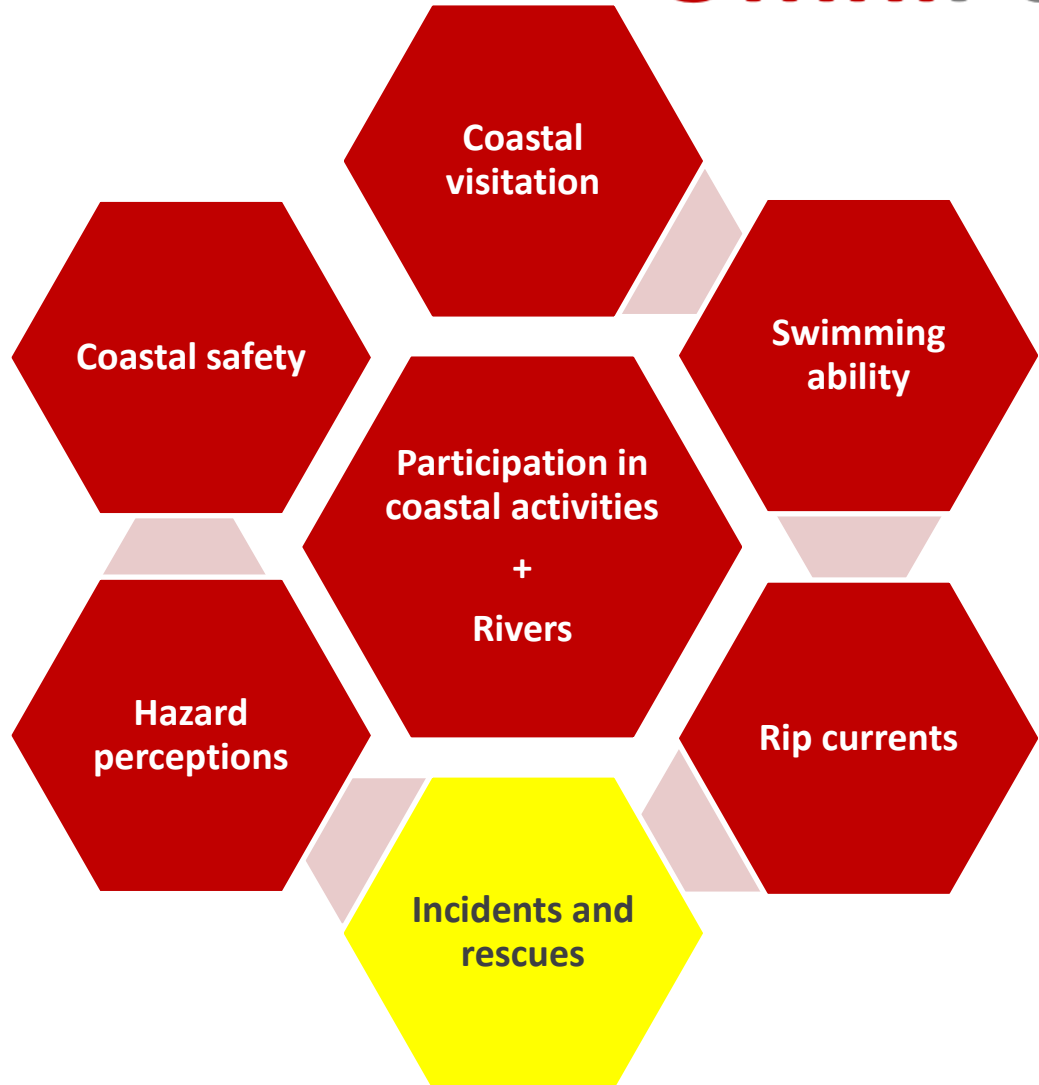 Coastal
visitation
Swimming
ability
Coastal safety
Participation in
coastal activities
+
Rivers
Hazard
perceptions
Rip currents
Incidents and
rescues